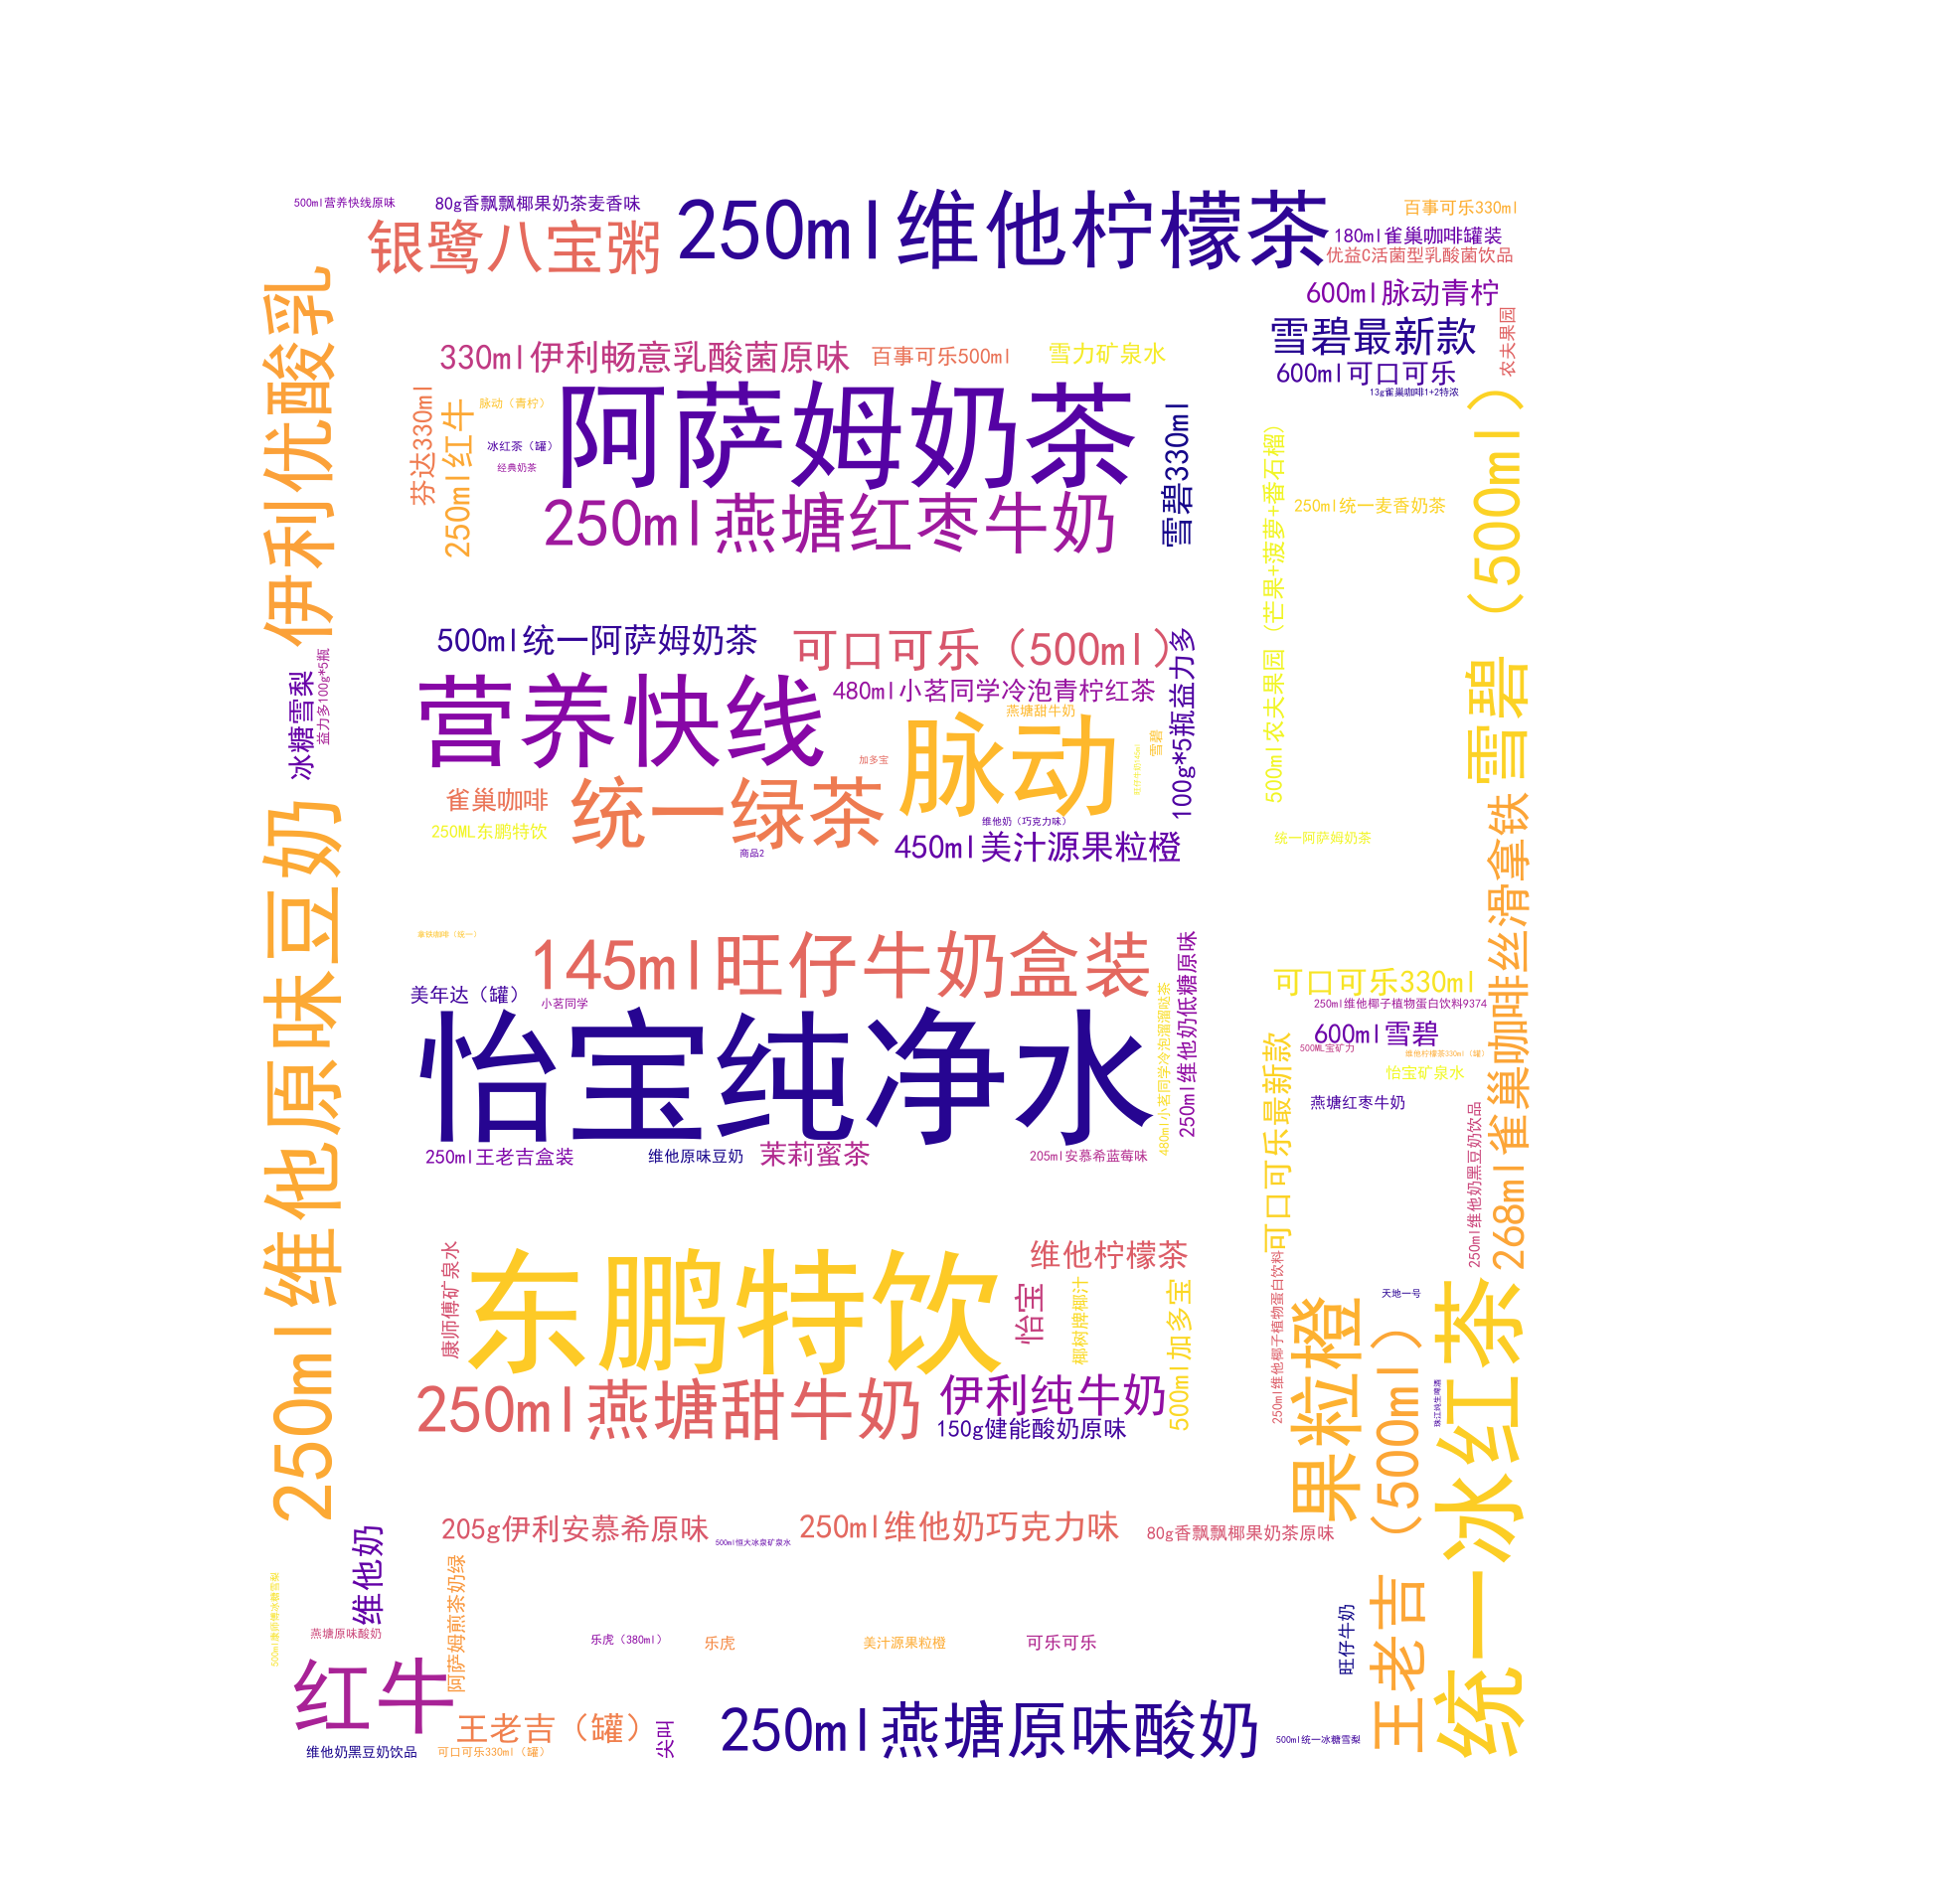 500ml营养快线原味
80g香飘飘椰果奶茶麦香味
250ml维他柠檬茶
百事可乐330ml
银鹭八宝粥
180ml雀巢咖啡罐装
优益C活菌型乳酸菌饮品
600ml脉动青柠
农夫果园
雪碧最新款
600ml可口可乐
13g雀巢咖啡1+2特浓
伊利优酸乳
330ml伊利畅意乳酸菌原味
百事可乐500ml
雪力矿泉水
芬达330ml
250ml红牛
脉动（青柠）
冰红茶（罐）
经典奶茶
阿萨姆奶茶
雪碧330ml
250ml燕塘红枣牛奶
500ml农夫果园（芒果+菠萝+番石榴）
250ml统一麦香奶茶
雪碧（500ml）
冰糖雪梨
益力多100g*5瓶
500ml统一阿萨姆奶茶
可口可乐（500ml）
100g*5瓶益力多
480ml小茗同学冷泡青柠红茶
营养快线
燕塘甜牛奶
脉动
雪碧
加多宝
雀巢咖啡
250ML东鹏特饮
统一绿茶
维他奶（巧克力味）
商品2
450ml美汁源果粒橙
统一阿萨姆奶茶
250ml维他原味豆奶
268ml雀巢咖啡丝滑拿铁
145ml旺仔牛奶盒装
250ml维他奶低糖原味
美年达（罐）
小茗同学
480ml小茗同学冷泡溜溜哒茶
怡宝纯净水
可口可乐330ml
250ml维他椰子植物蛋白饮料9374
600ml雪碧
500ML宝矿力
维他柠檬茶330ml（罐）
怡宝矿泉水
可口可乐最新款
燕塘红枣牛奶
250ml维他奶黑豆奶饮品
250ml王老吉盒装
维他原味豆奶
茉莉蜜茶
205ml安慕希蓝莓味
康师傅矿泉水
东鹏特饮
维他柠檬茶
怡宝
椰树牌椰汁
500ml加多宝
250ml维他椰子植物蛋白饮料
天地一号
果粒橙
珠江纯生啤酒
统一冰红茶
250ml燕塘甜牛奶
伊利纯牛奶
150g健能酸奶原味
王老吉（500ml）
205g伊利安慕希原味
500ml恒大冰泉矿泉水
250ml维他奶巧克力味
80g香飘飘椰果奶茶原味
维他奶
500ml康师傅冰糖雪梨
阿萨姆煎茶奶绿
燕塘原味酸奶
乐虎（380ml）
乐虎
美汁源果粒橙
可乐可乐
旺仔牛奶
红牛
王老吉（罐）
尖叫
250ml燕塘原味酸奶
500ml统一冰糖雪梨
维他奶黑豆奶饮品
可口可乐330ml（罐）